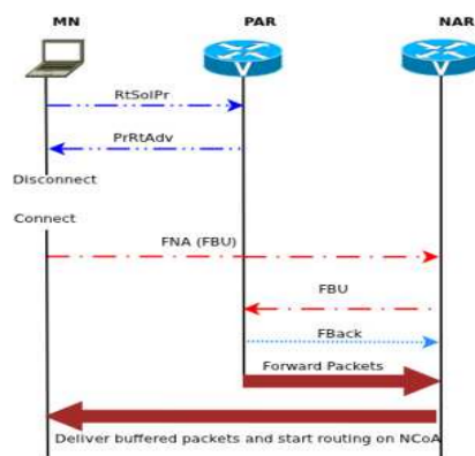 MN PAR NAR
RtSolPr
PrRtAdv
Disconnect
Connect
FNA (FBU)
FBU
FBack
Forward Packets
Deliver buffered packets and start routing on NCoA